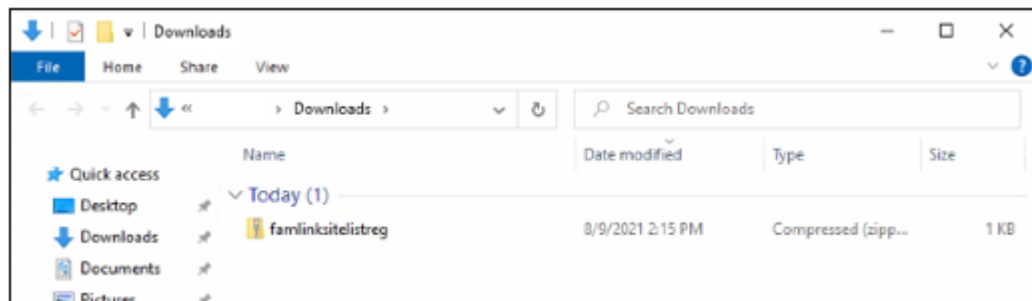 Downloads
File Home Share View
« › Downloads › Search Downloads
Name Date modified Type Size
Quick access
Today (1)
Desktop
famlinksitelistreg 8/9/2021 2:15 PM Compressed (zipp... 1 KB
Downloads
Documents
Pictures